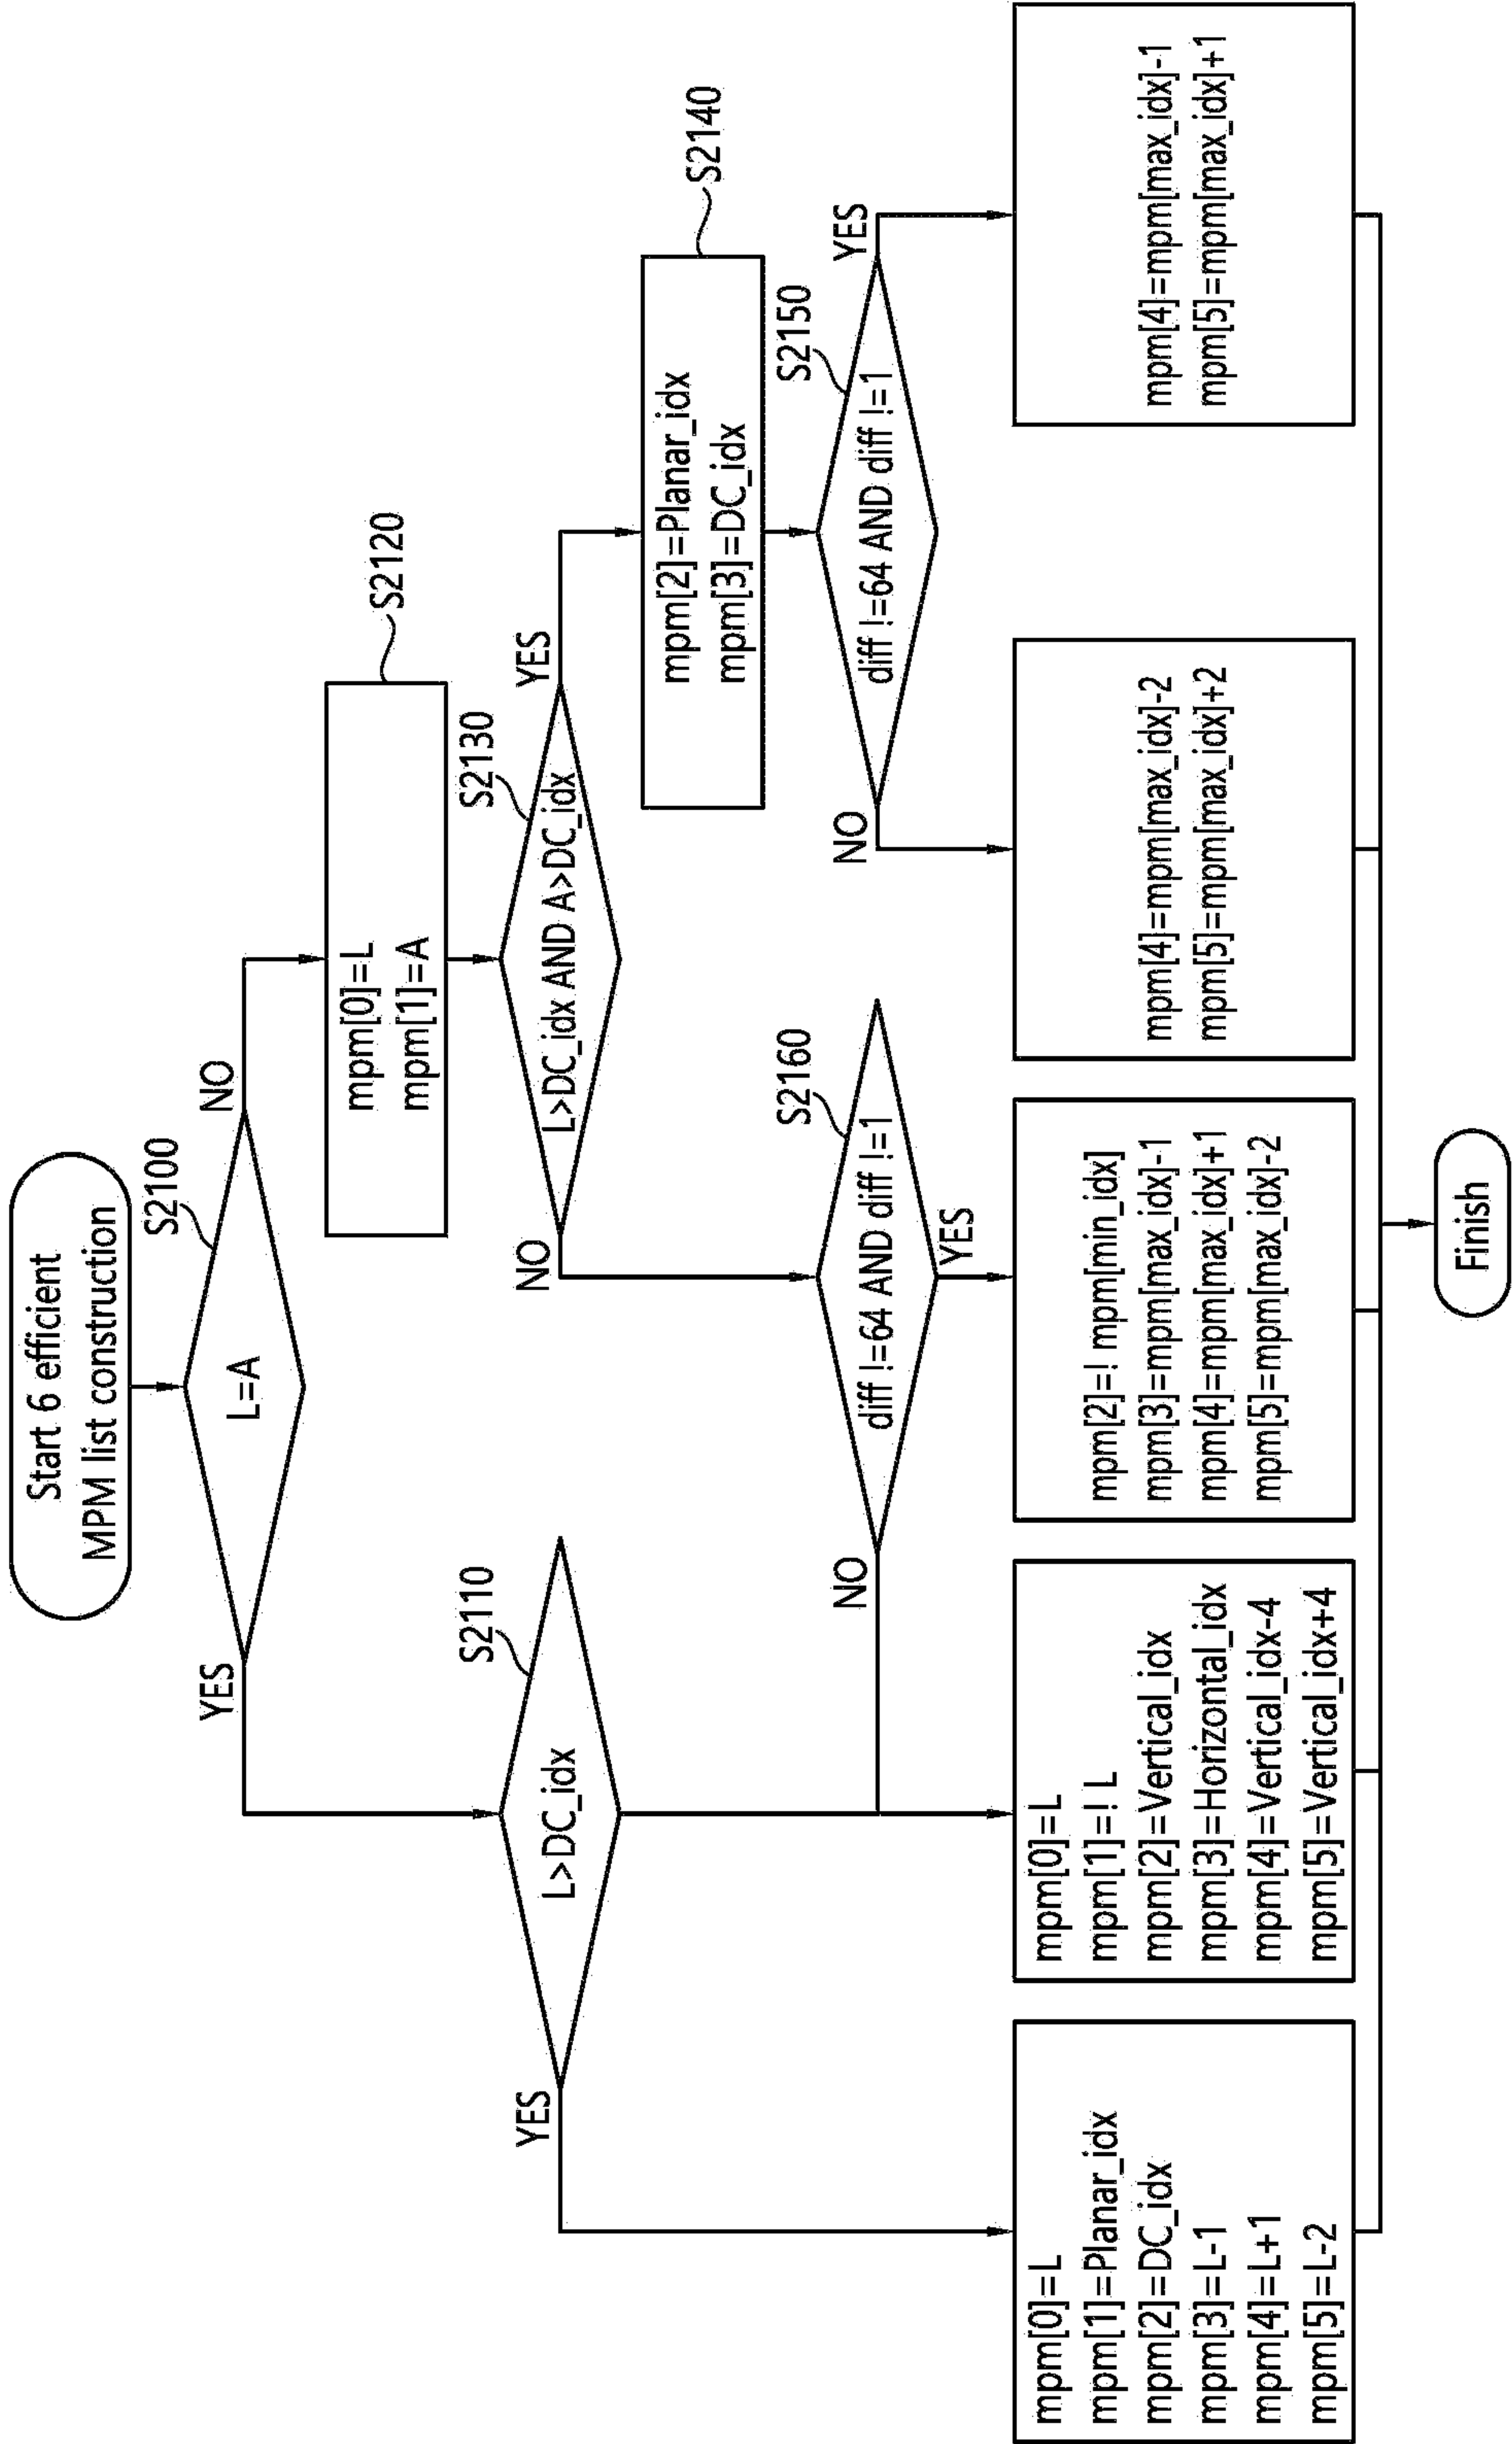 Start 6 efficient
MPM list construction
S2100
L=A
YES
NO
S2110
L>DC_idx
YES
mpm[0]=L
mpm[1]=A
S2120
S2130
L>DC_idx AND A>DC_idx
NO
YES
mpm[2]=Planar_idx
mpm[3]=DC_idx
S2140
S2160
diff !=64 AND diff !=1
NO
YES
S2150
diff !=64 AND diff !=1
NO
YES
mpm[0]=L
mpm[1]=Planar_idx
mpm[2]=DC_idx
mpm[3]=L-1
mpm[4]=L+1
mpm[5]=L-2
mpm[0]=L
mpm[1]=! L
mpm[2]=Vertical_idx
mpm[3]=Horizontal_idx
mpm[4]=Vertical_idx-4
mpm[5]=Vertical_idx+4
mpm[2]=! mpm[min_idx]
mpm[3]=mpm[max_idx]-1
mpm[4]=mpm[max_idx]+1
mpm[5]=mpm[max_idx]-2
mpm[4]=mpm[max_idx]-2
mpm[5]=mpm[max_idx]+2
mpm[4]=mpm[max_idx]-1
mpm[5]=mpm[max_idx]+1
Finish